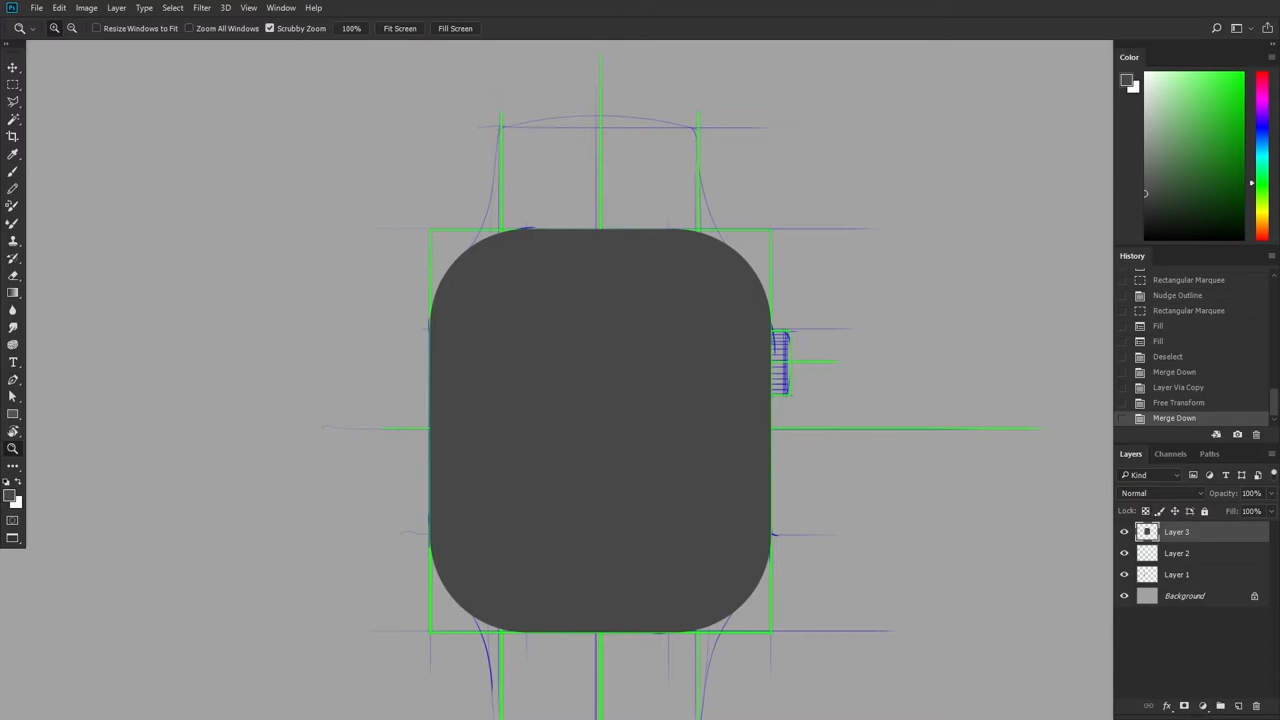 Ps File Edit Image Layer Type Select Filter 3D View Window Help
Resize Windows to Fit Zoom All Windows Scrubby Zoom 100% Fit Screen Fill Screen
Color
History
Rectangular Marquee
Nudge Outline
Rectangular Marquee
Fill
Fill
Deselect
Merge Down
Layer Via Copy
Free Transform
Merge Down
Layers Channels Paths
Kind
Normal Opacity: 100%
Lock: Fill: 100%
Layer 3
Layer 2
Layer 1
Background